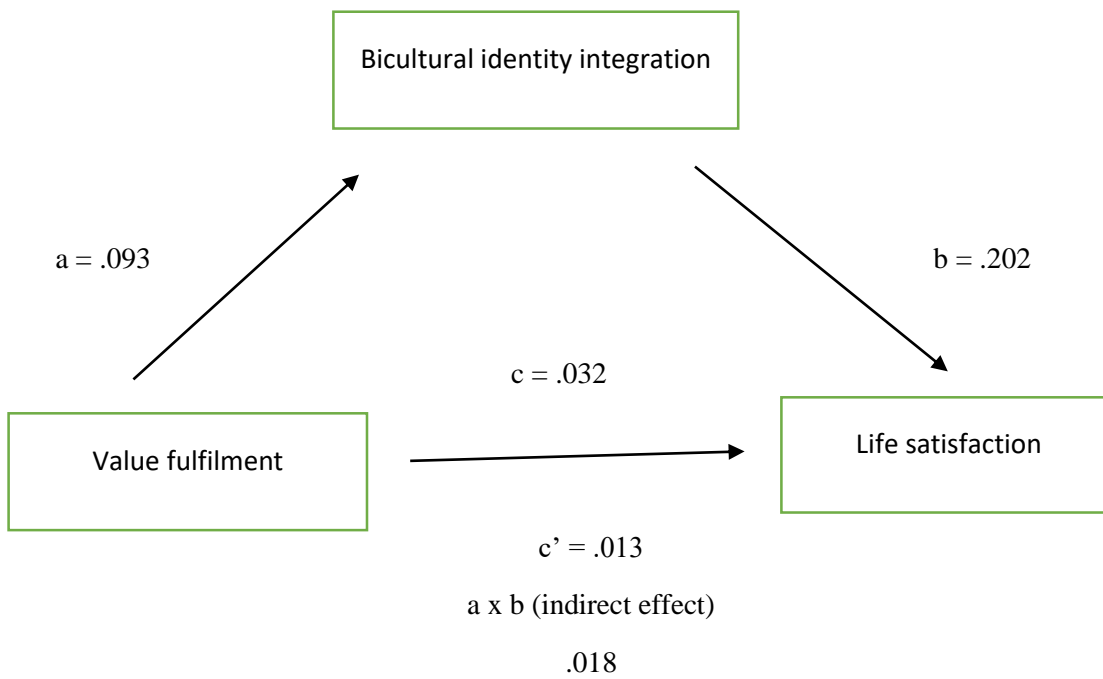 Bicultural identity integration
a = .093
b = .202
c = .032
Value fulfilment
Life satisfaction
c’ = .013
a x b (indirect effect)
.018